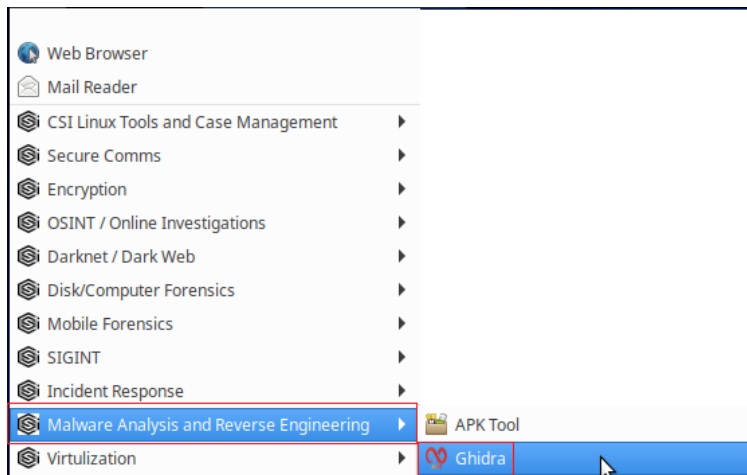 Web Browser
Mail Reader
CSI Linux Tools and Case Management
Secure Comms
Encryption
OSINT / Online Investigations
Darknet / Dark Web
Disk/Computer Forensics
Mobile Forensics
SIGINT
Incident Response
Malware Analysis and Reverse Engineering
APK Tool
Virtulization
Ghidra